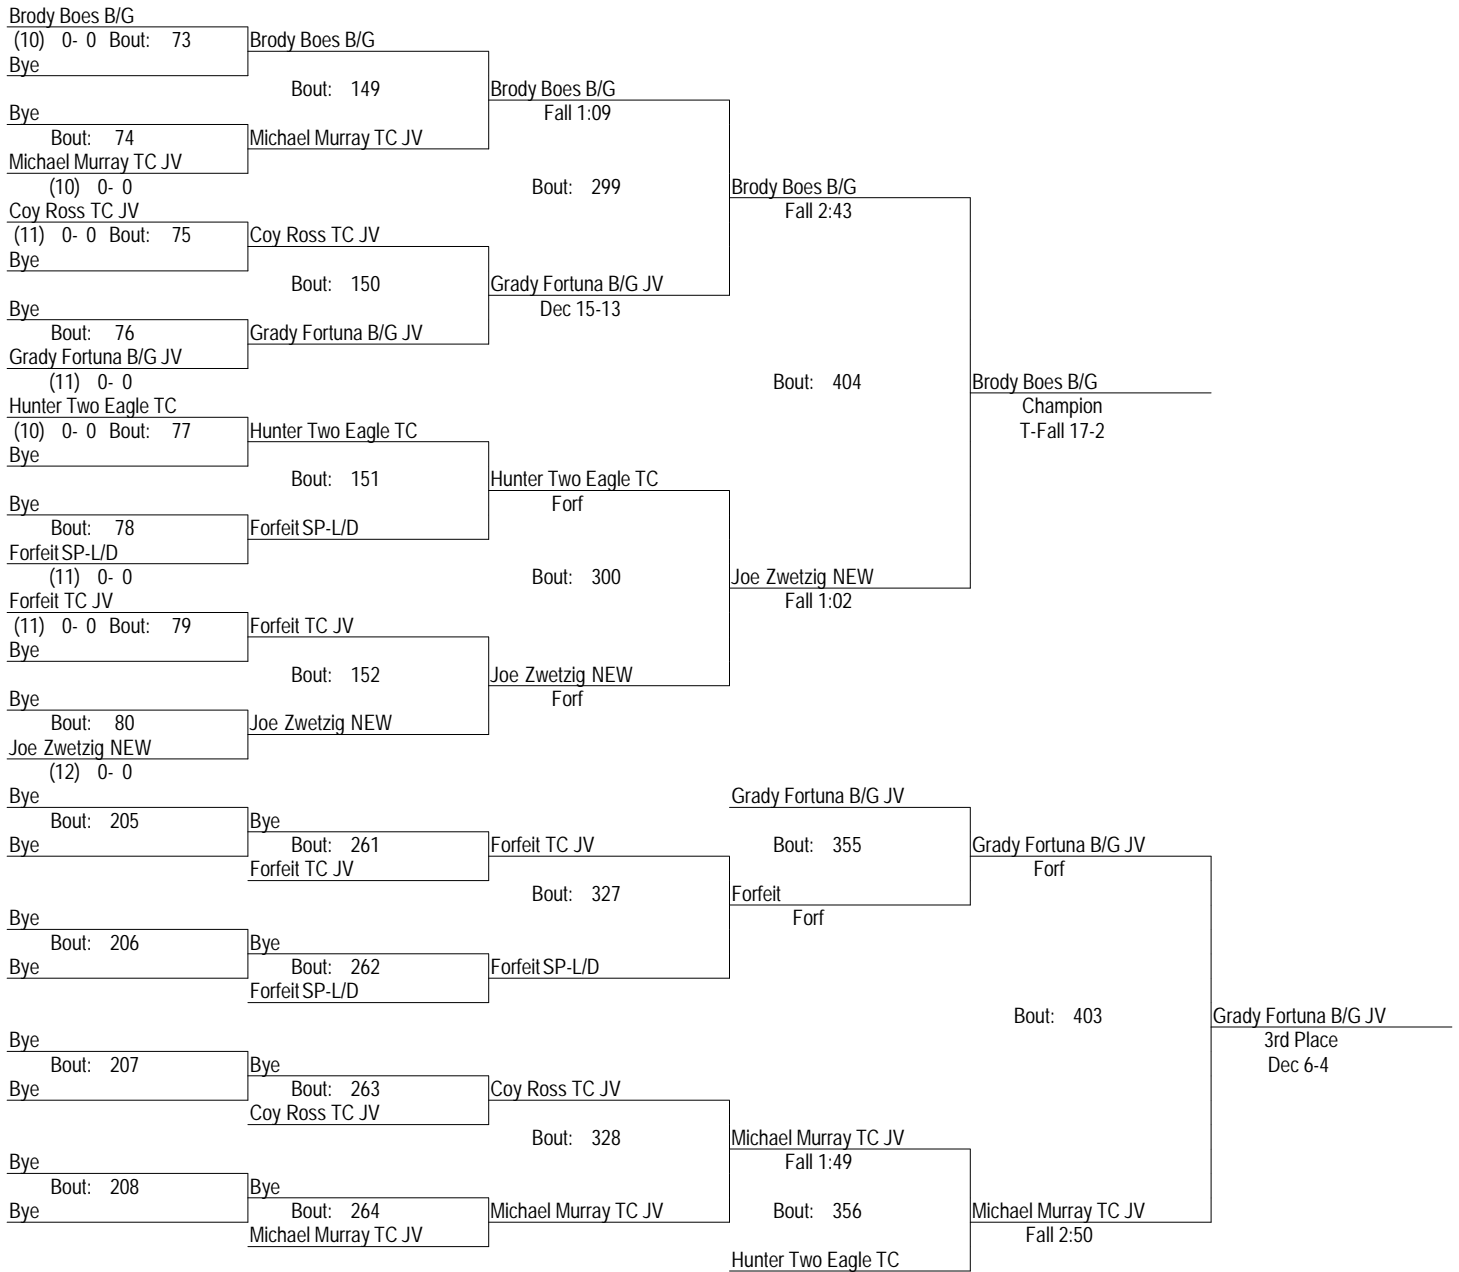 Brody Boes B/G
(10) 0- 0 Bout: 73 Brody Boes B/G
Bye
Bout: 149 Brody Boes B/G
Bye Fall 1:09
Bout: 74 Michael Murray TC JV
Michael Murray TC JV
(10) 0- 0 Bout: 299 Brody Boes B/G
Coy Ross TC JV Fall 2:43
(11) 0- 0 Bout: 75 Coy Ross TC JV
Bye
Bout: 150 Grady Fortuna B/G JV
Bye Dec 15-13
Bout: 76 Grady Fortuna B/G JV
Grady Fortuna B/G JV
(11) 0- 0 Bout: 404 Brody Boes B/G
Hunter Two Eagle TC Champion
(10) 0- 0 Bout: 77 Hunter Two Eagle TC T-Fall 17-2
Bye
Bout: 151 Hunter Two Eagle TC
Bye Forf
Bout: 78 Forfeit SP-L/D
Forfeit SP-L/D
(11) 0- 0 Bout: 300 Joe Zwetzig NEW
Forfeit TC JV Fall 1:02
(11) 0- 0 Bout: 79 Forfeit TC JV
Bye
Bout: 152 Joe Zwetzig NEW
Bye Forf
Bout: 80 Joe Zwetzig NEW
Joe Zwetzig NEW
(12) 0- 0
Bye Grady Fortuna B/G JV
Bout: 205 Bye
Bye Bout: 261 Forfeit TC JV Bout: 355 Grady Fortuna B/G JV
Forfeit TC JV Forf
Bout: 327 Forfeit
Bye Forf
Bout: 206 Bye
Bye Bout: 262 Forfeit SP-L/D
Forfeit SP-L/D
Bout: 403 Grady Fortuna B/G JV
Bye 3rd Place
Bout: 207 Bye Dec 6-4
Bye Bout: 263 Coy Ross TC JV
Coy Ross TC JV
Bout: 328 Michael Murray TC JV
Bye Fall 1:49
Bout: 208 Bye
Bye Bout: 264 Michael Murray TC JV Bout: 356 Michael Murray TC JV
Michael Murray TC JV Fall 2:50
Hunter Two Eagle TC